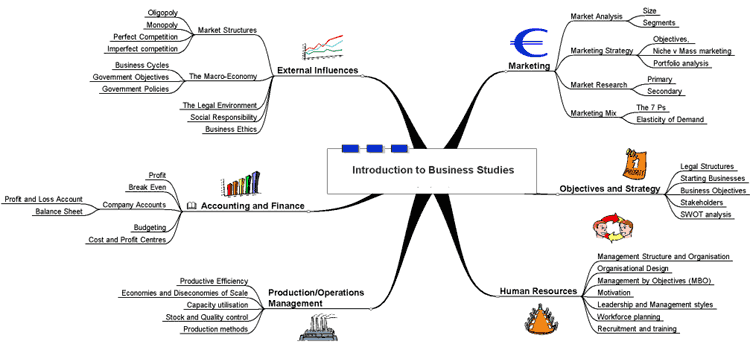 Introduction to Business Studies
External Influences
Market Structures
Oligopoly
Monopoly
Perfect Competition
Imperfect competition
The Macro-Economy
Business Cycles
Government Objectives
Government Policies
The Legal Environment
Social Responsibility
Business Ethics
Accounting and Finance
Profit
Break Even
Company Accounts
Profit and Loss Account
Balance Sheet
Budgeting
Cost and Profit Centres
Production/Operations
Management
Productive Efficiency
Economies and Diseconomies of Scale
Capacity utilisation
Stock and Quality control
Production methods
Marketing
Market Analysis
Size
Segments
Marketing Strategy
Objectives.
Niche v Mass marketing
Portfolio analysis
Market Research
Primary
Secondary
Marketing Mix
The 7 Ps
Elasticity of Demand
Objectives and Strategy
Legal Structures
Starting Businesses
Business Objectives
Stakeholders
SWOT analysis
Human Resources
Management Structure and Organisation
Organisational Design
Management by Objectives (MBO)
Motivation
Leadership and Management styles
Workforce planning
Recruitment and training